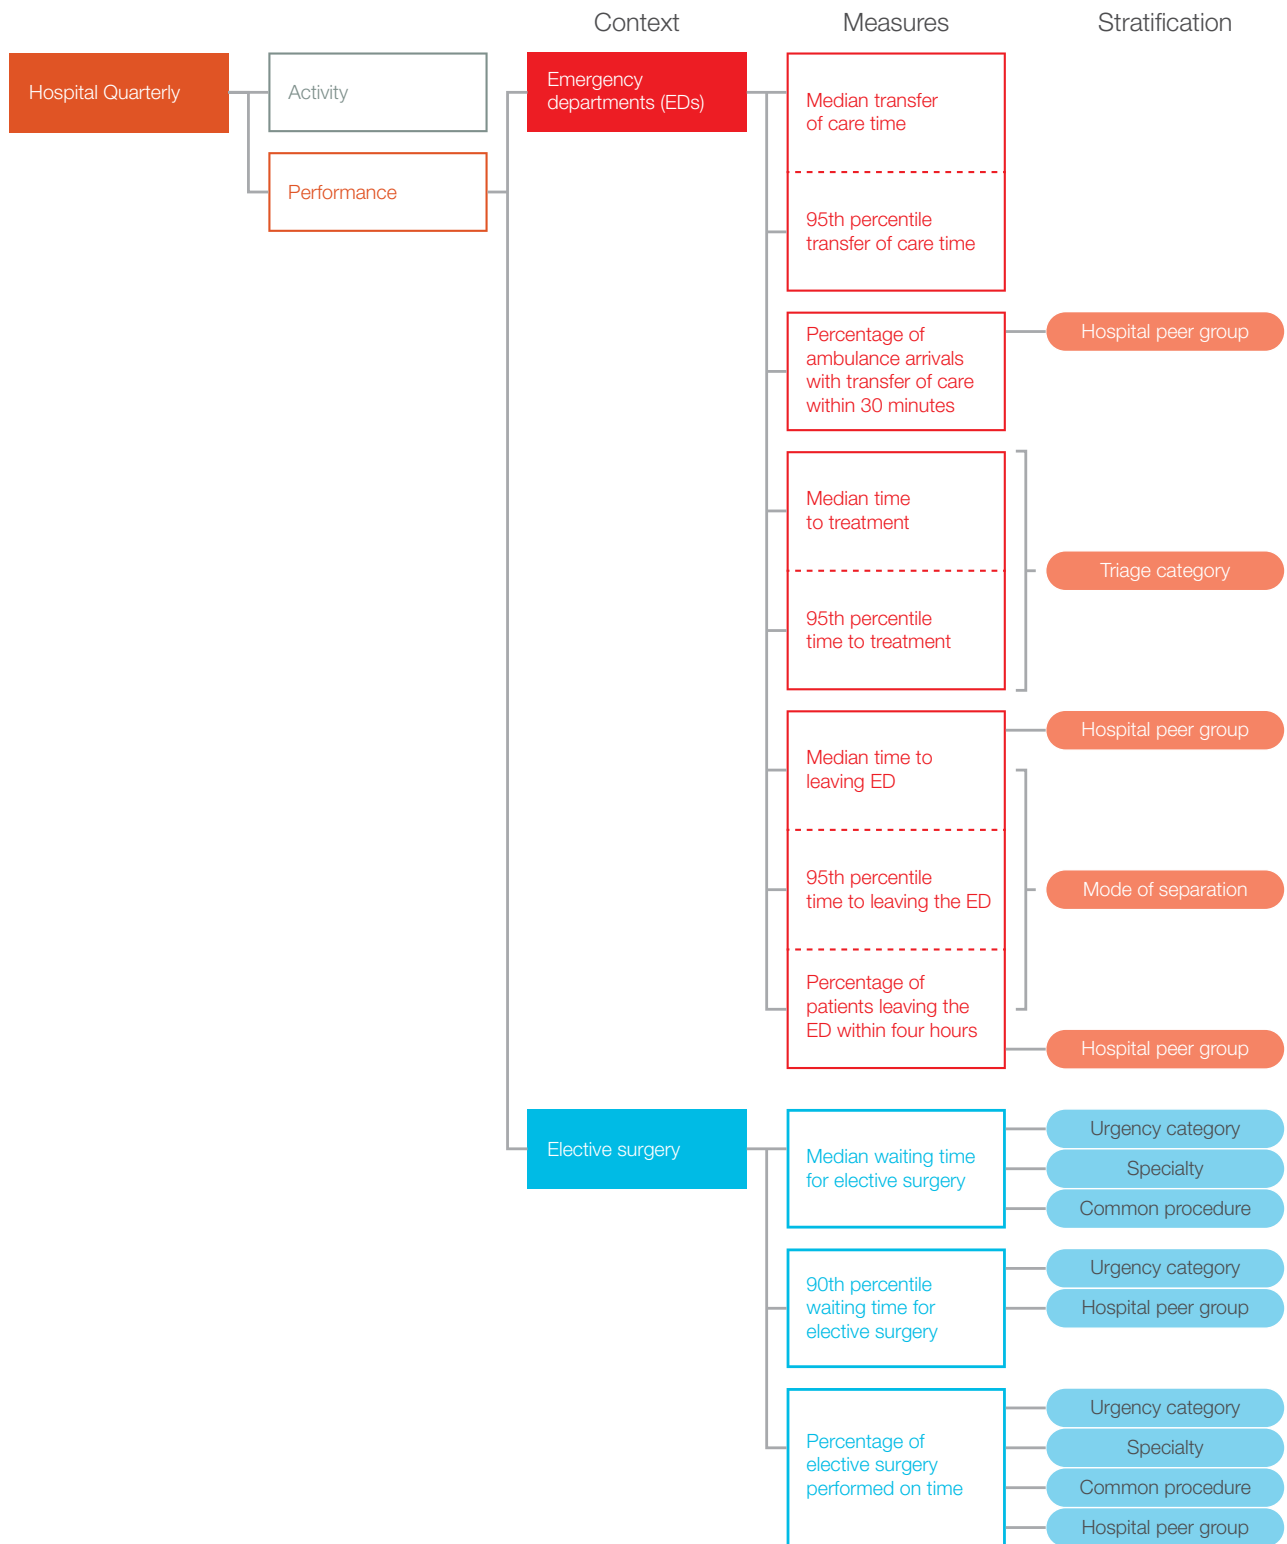 Context
Measures
Stratification
Hospital Quarterly
Activity
Performance
Emergency
departments (EDs)
Median transfer
of care time
95th percentile
transfer of care time
Percentage of
ambulance arrivals
with transfer of care
within 30 minutes
Hospital peer group
Median time
to treatment
95th percentile
time to treatment
Triage category
Median time to
leaving ED
Hospital peer group
95th percentile
time to leaving the ED
Mode of separation
Percentage of
patients leaving the
ED within four hours
Hospital peer group
Elective surgery
Median waiting time
for elective surgery
Urgency category
Specialty
Common procedure
90th percentile
waiting time for
elective surgery
Urgency category
Hospital peer group
Percentage of
elective surgery
performed on time
Urgency category
Specialty
Common procedure
Hospital peer group